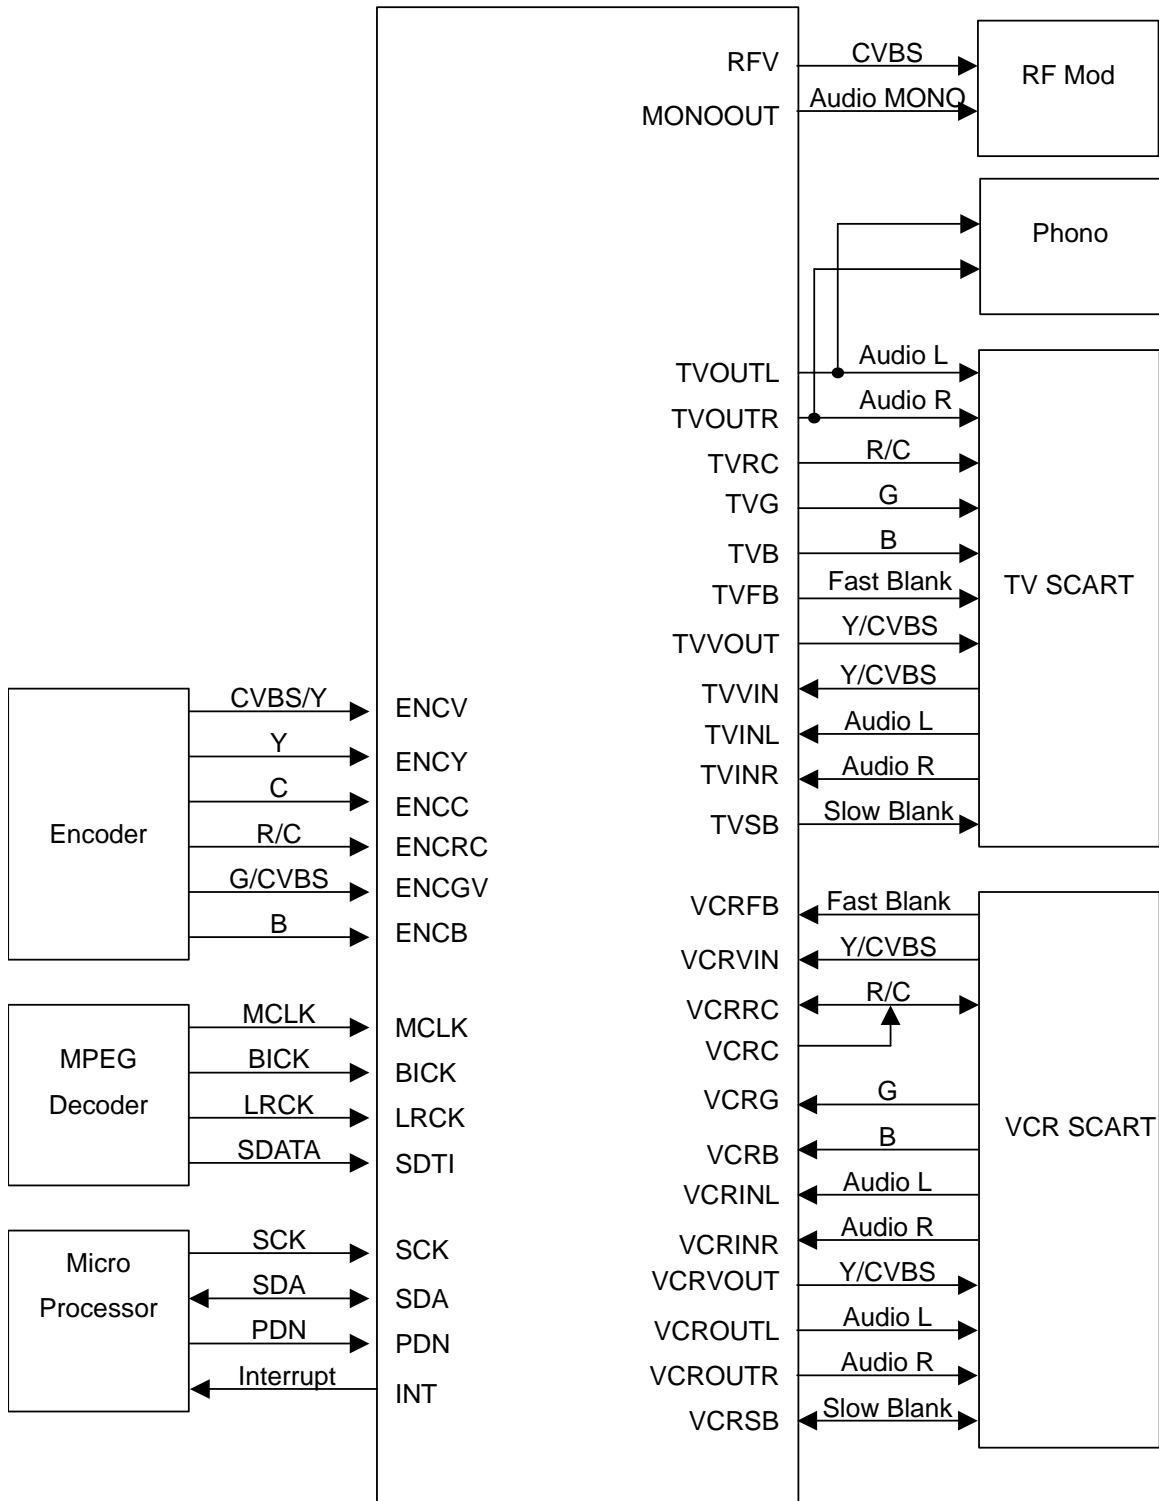 RFV
CVBS
RF Mod
MONOOUT
Audio MONO
Phono
TVOUTL
Audio L
TVOUTR
Audio R
TVRC
R/C
TVG
G
TVB
B
TVFB
Fast Blank
TVVOUT
Y/CVBS
TVVIN
Y/CVBS
TVINL
Audio L
TVINR
Audio R
TVSB
Slow Blank
TV SCART
Encoder
CVBS/Y
ENCV
Y
ENCY
C
ENCC
R/C
ENCRC
G/CVBS
ENCGV
B
ENCB
MPEG
Decoder
MCLK
MCLK
BICK
BICK
LRCK
LRCK
SDATA
SDTI
Micro
Processor
SCK
SCK
SDA
SDA
PDN
PDN
Interrupt
INT
VCRFB
Fast Blank
VCRVIN
Y/CVBS
VCRRC
R/C
VCRC
VCRG
G
VCRB
B
VCRINL
Audio L
VCRINR
Audio R
VCRVOUT
Y/CVBS
VCROUTL
Audio L
VCROUTR
Audio R
VCRSB
Slow Blank
VCR SCART